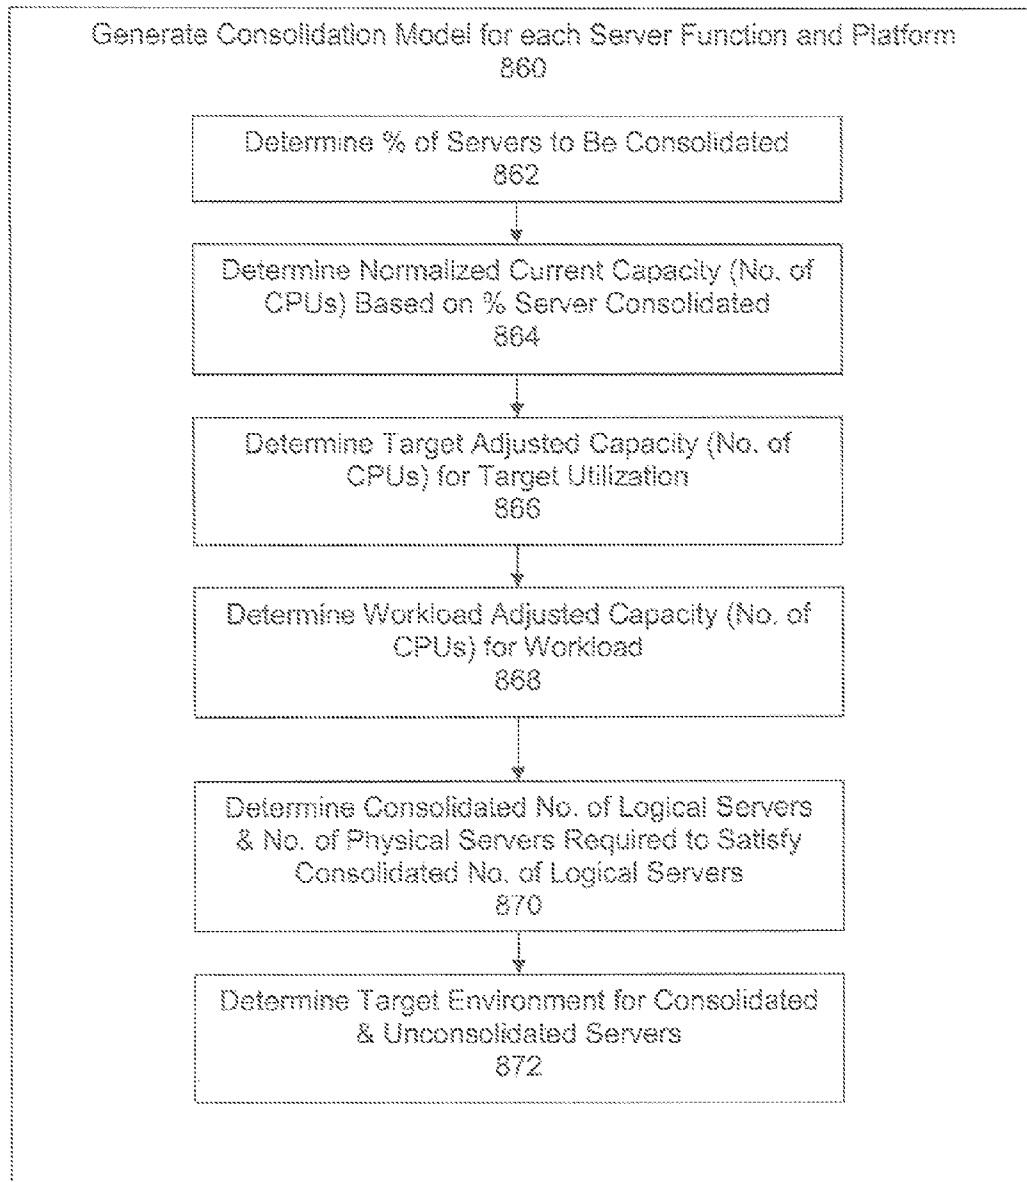 Generate Consolidation Model for each Server Function and Platform
860
Determine % of Servers to Be Consolidated
862
Determine Normalized Current Capacity (No. of
CPUs) Based on % Server Consolidated
864
Determine Target Adjusted Capacity (No. of
CPUs) for Target Utilization
866
Determine Workload Adjusted Capacity (No. of
CPUs) for Workload
868
Determine Consolidated No. of Logical Servers
& No. of Physical Servers Required to Satisfy
Consolidated No. of Logical Servers
870
Determine Target Environment for Consolidated
& Unconsolidated Servers
872